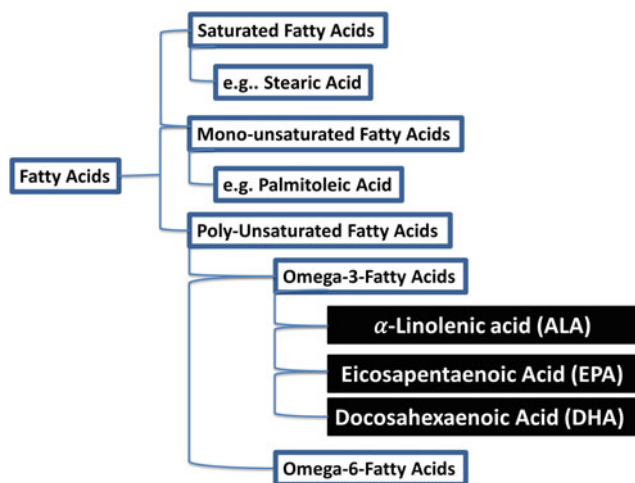 Saturated Fatty Acids
e.g.. Stearic Acid
Mono-unsaturated Fatty Acids
Fatty Acids
e.g. Palmitoleic Acid
Poly-Unsaturated Fatty Acids
Omega-3-Fatty Acids
α-Linolenic acid (ALA)
Eicosapentaenoic Acid (EPA)
Docosahexaenoic Acid (DHA)
Omega-6-Fatty Acids